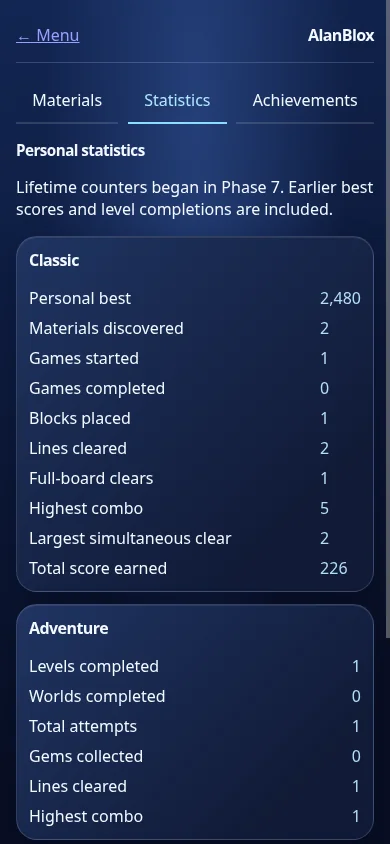 ← Menu
AlanBlox
Materials
Statistics
Achievements
Personal statistics
Lifetime counters began in Phase 7. Earlier best
scores and level completions are included.
Classic
Personal best 2,480
Materials discovered 2
Games started 1
Games completed 0
Blocks placed 1
Lines cleared 2
Full-board clears 1
Highest combo 5
Largest simultaneous clear 2
Total score earned 226
Adventure
Levels completed 1
Worlds completed 0
Total attempts 1
Gems collected 0
Lines cleared 1
Highest combo 1